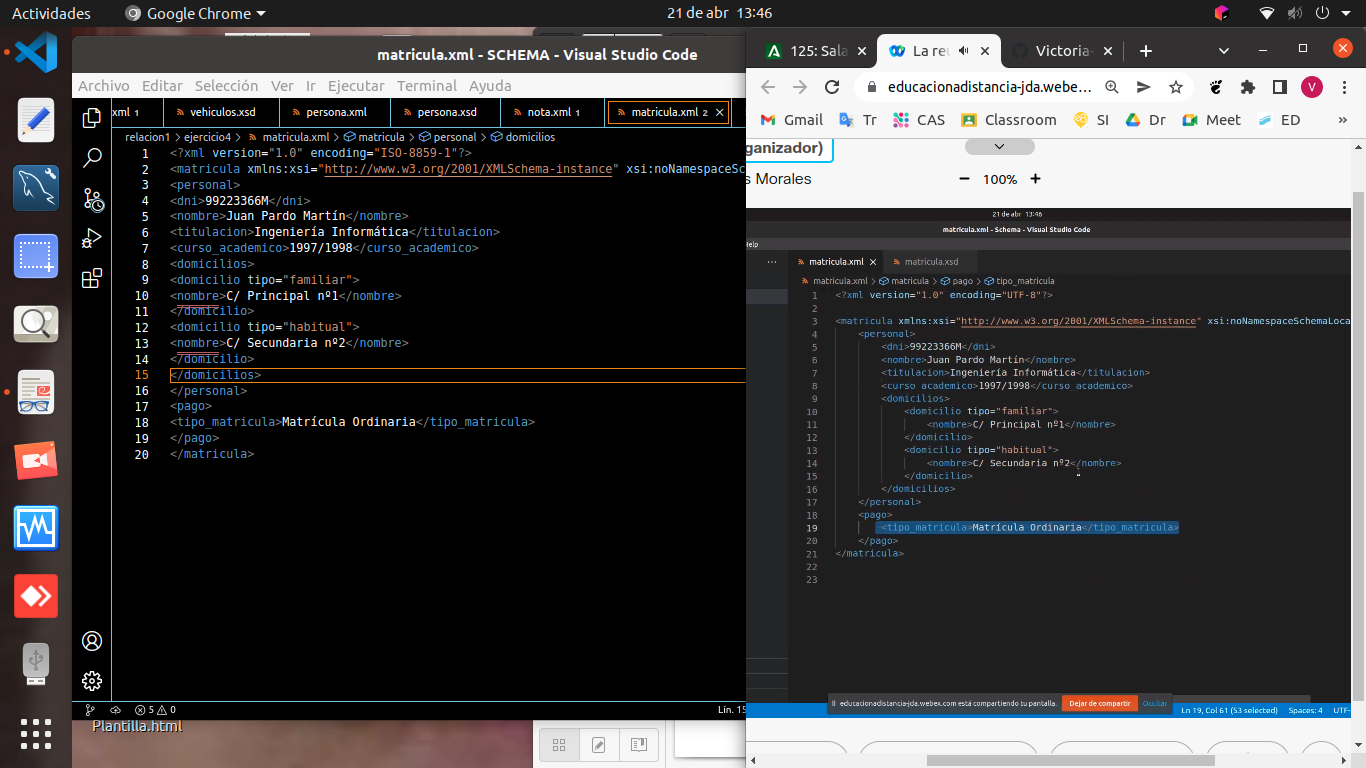 Actividades
Google Chrome
21 de abr 13:46
matricula.xml - SCHEMA - Visual Studio Code
Archivo Editar Selección Ver Ir Ejecutar Terminal Ayuda
xml 1 vehiculos.xsd persona.xml persona.xsd nota.xml 1 matricula.xml 2
relacion1 > ejercicio4 > matricula.xml > matricula > personal > domicilios
1 <?xml version="1.0" encoding="ISO-8859-1"?>
2 <matricula xmlns:xsi="http://www.w3.org/2001/XMLSchema-instance" xsi:noNamespaceSc
3 <personal>
4 <dni>99223366M</dni>
5 <nombre>Juan Pardo Martín</nombre>
6 <titulacion>Ingeniería Informática</titulacion>
7 <curso_academico>1997/1998</curso_academico>
8 <domicilios>
9 <domicilio tipo="familiar">
10 <nombre>C/ Principal nº1</nombre>
11 </domicilio>
12 <domicilio tipo="habitual">
13 <nombre>C/ Secundaria nº2</nombre>
14 </domicilio>
15 </domicilios>
16 </personal>
17 <pago>
18 <tipo_matricula>Matrícula Ordinaria</tipo_matricula>
19 </pago>
20 </matricula>
5 0
Lín. 15
Plantilla.html
125: Sala
La re
Victoria-
educacionadistancia-jda.webe...
V
Gmail Tr CAS Classroom SI Dr Meet ED »
ganizador)
s Morales
100%
21 de abr 13:46
matricula.xml - Schema - Visual Studio Code
Help
matricula.xml matricula.xsd
matricula.xml > matricula > pago > tipo_matricula
1 <?xml version="1.0" encoding="UTF-8"?>
2
3 <matricula xmlns:xsi="http://www.w3.org/2001/XMLSchema-instance" xsi:noNamespaceSchemaLoca
4 <personal>
5 <dni>99223366M</dni>
6 <nombre>Juan Pardo Martín</nombre>
7 <titulacion>Ingeniería Informática</titulacion>
8 <curso_academico>1997/1998</curso_academico>
9 <domicilios>
10 <domicilio tipo="familiar">
11 <nombre>C/ Principal nº1</nombre>
12 </domicilio>
13 <domicilio tipo="habitual">
14 <nombre>C/ Secundaria nº2</nombre>
15 </domicilio>
16 </domicilios>
17 </personal>
18 <pago>
19 <tipo_matricula>Matrícula Ordinaria</tipo_matricula>
20 </pago>
21 </matricula>
22
23
educacionadistancia-jda.webex.com está compartiendo tu pantalla.
Dejar de compartir
Ocultar
Ln 19, Col 61 (53 selected) Spaces: 4 UTF-